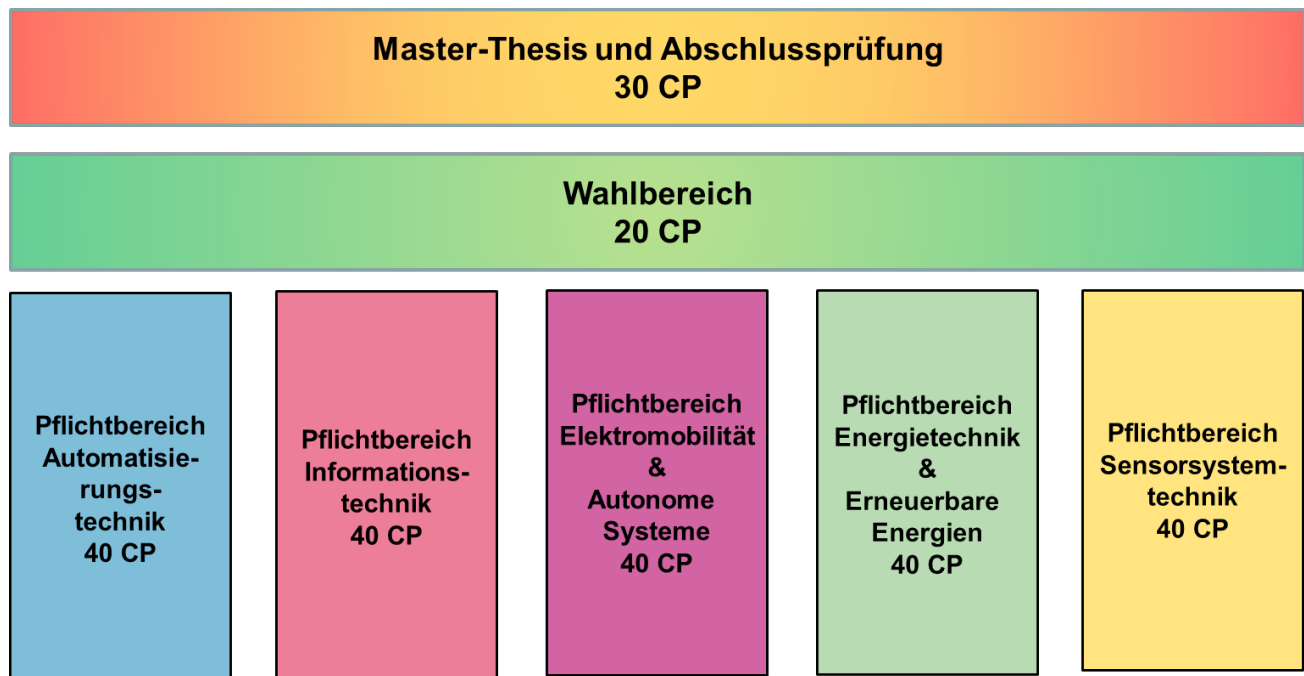 Master-Thesis und Abschlussprüfung
30 CP
Wahlbereich
20 CP
Pflichtbereich
Automatisie-
rungs-
technik
40 CP
Pflichtbereich
Informations-
technik
40 CP
Pflichtbereich
Elektromobilität
&
Autonome
Systeme
40 CP
Pflichtbereich
Energietechnik
&
Erneuerbare
Energien
40 CP
Pflichtbereich
Sensorsystem-
technik
40 CP